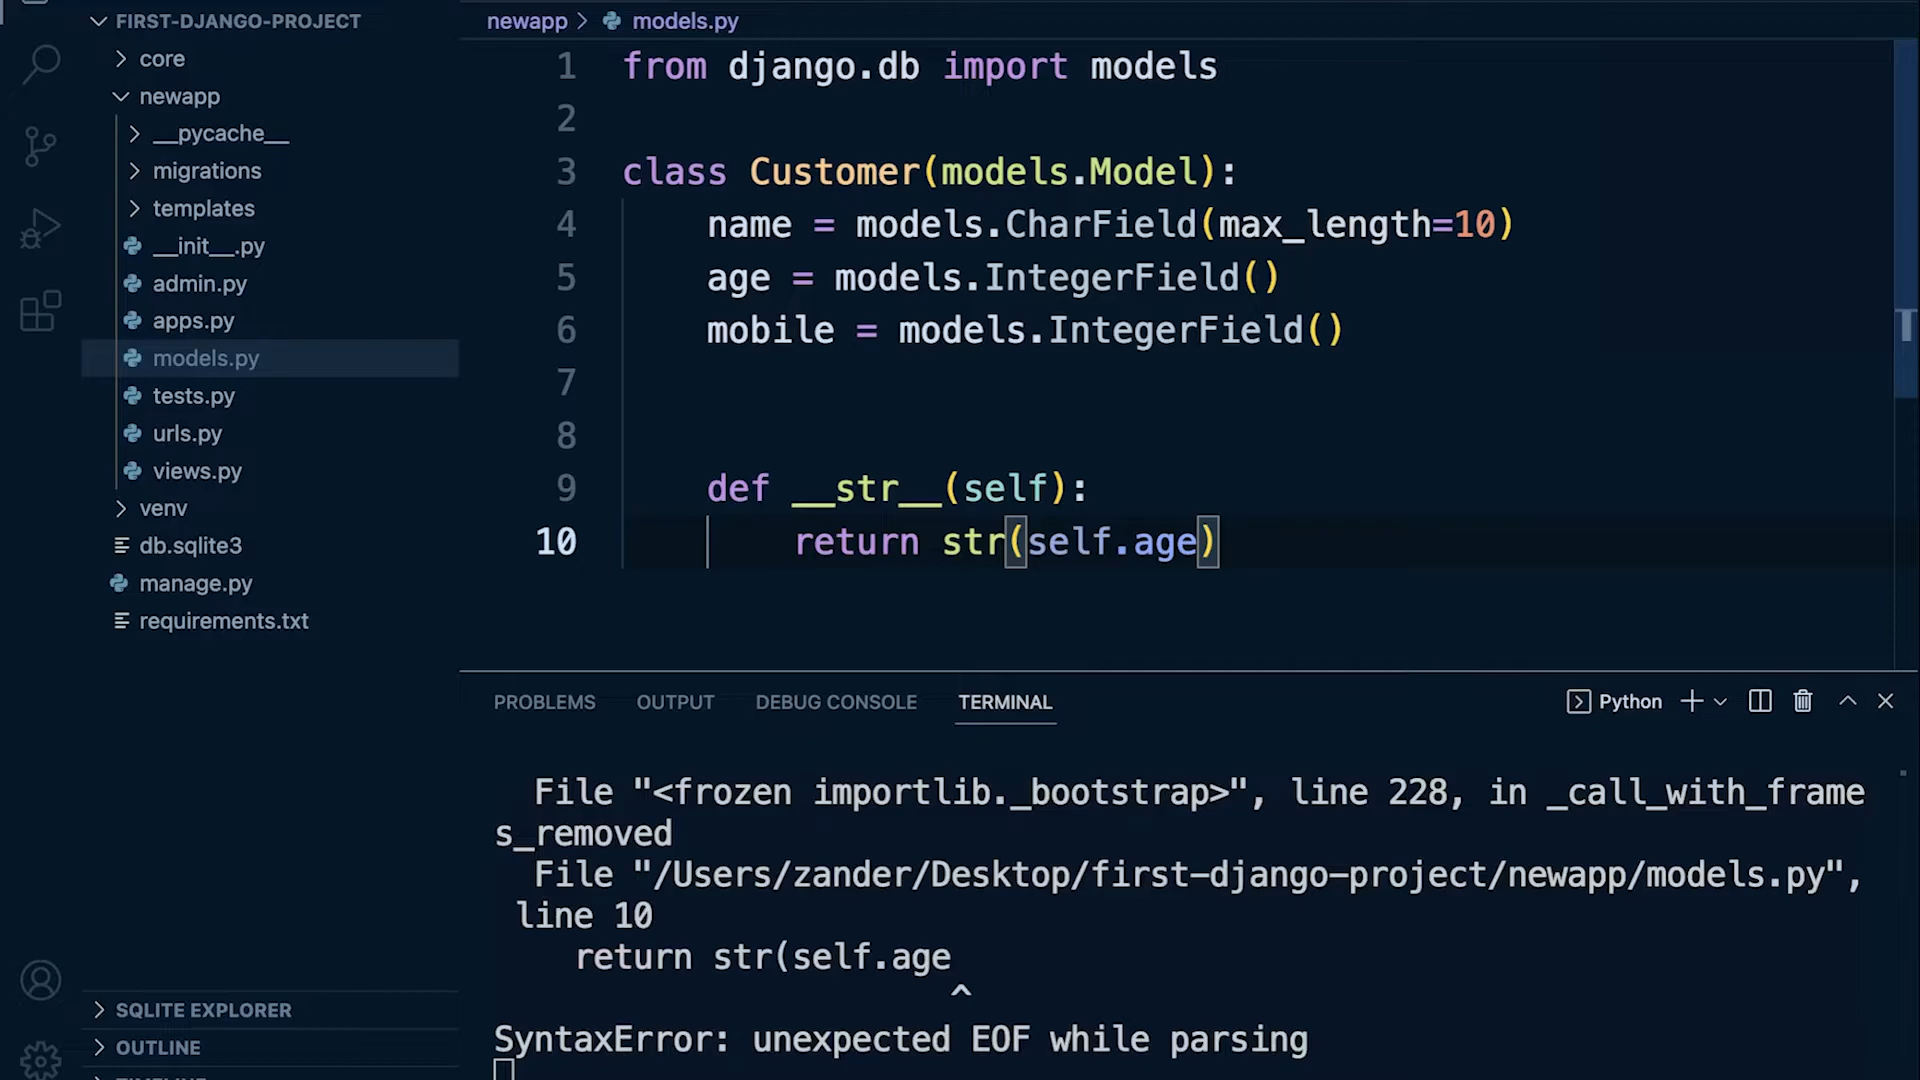 FIRST-DJANGO-PROJECT
core
newapp
__pycache__
migrations
templates
__init__.py
admin.py
apps.py
models.py
tests.py
urls.py
views.py
venv
db.sqlite3
manage.py
requirements.txt
SQLITE EXPLORER
OUTLINE
newapp > models.py
1 from django.db import models
2
3 class Customer(models.Model):
4 name = models.CharField(max_length=10)
5 age = models.IntegerField()
6 mobile = models.IntegerField()
7
8
9 def __str__(self):
10 return str(self.age)
PROBLEMS OUTPUT DEBUG CONSOLE TERMINAL Python
File "<frozen importlib._bootstrap>", line 228, in _call_with_frame
s_removed
File "/Users/zander/Desktop/first-django-project/newapp/models.py",
line 10
return str(self.age
^
SyntaxError: unexpected EOF while parsing